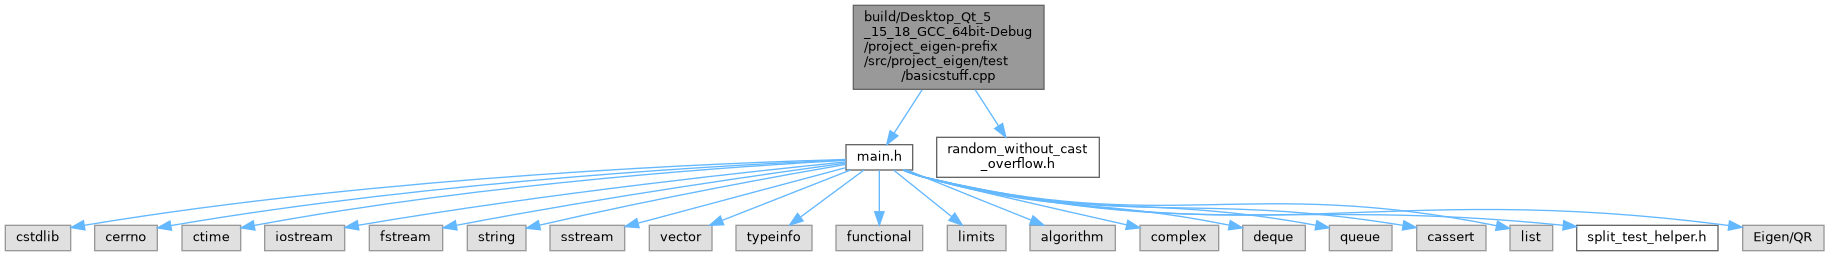 build/Desktop_Qt_5
_15_18_GCC_64bit-Debug
/project_eigen-prefix
/src/project_eigen/test
/basicstuff.cpp
main.h
random_without_cast
_overflow.h
cstdlib
cerrno
ctime
iostream
fstream
string
sstream
vector
typeinfo
functional
limits
algorithm
complex
deque
queue
cassert
list
split_test_helper.h
Eigen/QR